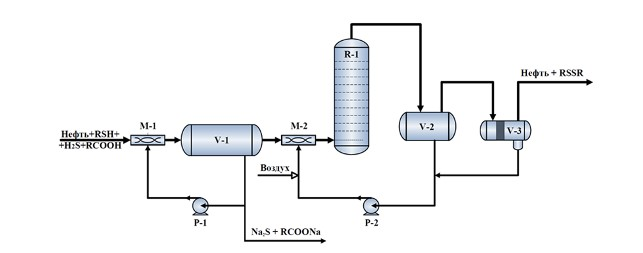 R-1
Нефть + RSSR
M-1
M-2
Нефть+RSH+
+H₂S+RCOOH
V-1
V-2
V-3
Воздух
P-1
P-2
Na₂S + RCOONa